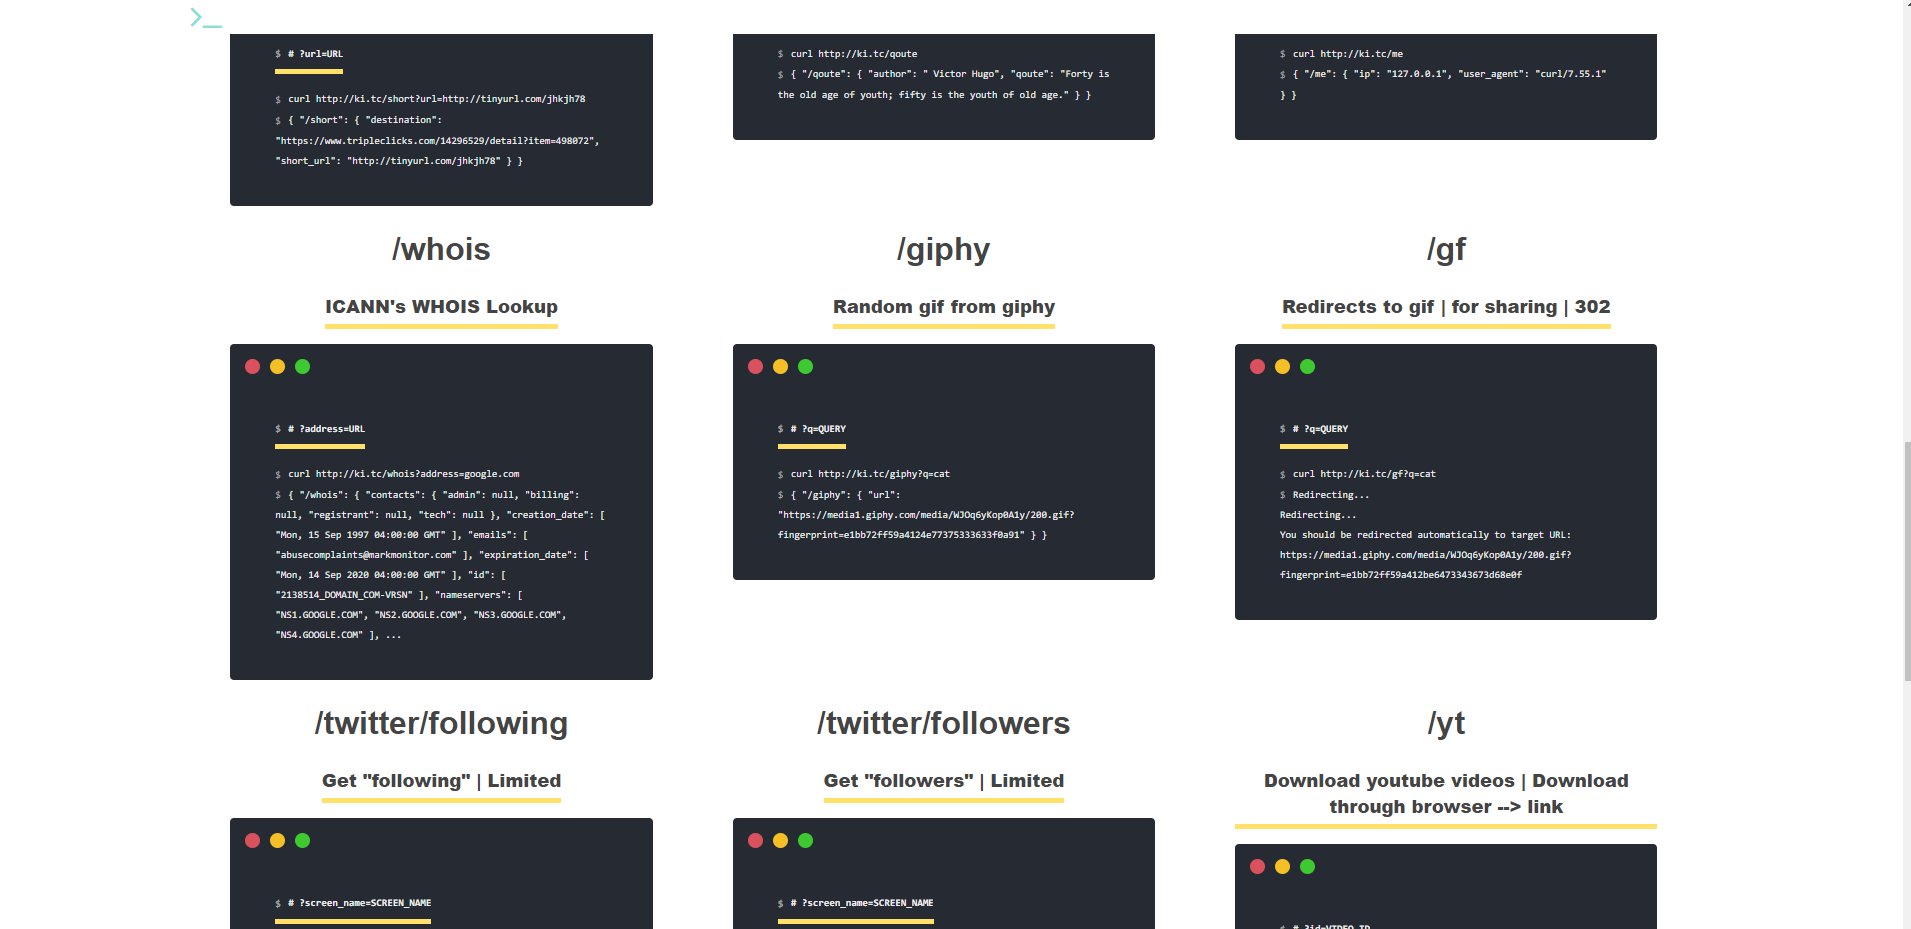 >_
$ # ?url=URL
$ curl http://ki.tc/short?url=http://tinyurl.com/jhkjh78
$ { "/short": { "destination":
"https://www.tripleclicks.com/14296529/detail?item=498072",
"short_url": "http://tinyurl.com/jhkjh78" } }
$ curl http://ki.tc/qoute
$ { "/qoute": { "author": " Victor Hugo", "qoute": "Forty is
the old age of youth; fifty is the youth of old age." } }
$ curl http://ki.tc/me
$ { "/me": { "ip": "127.0.0.1", "user_agent": "curl/7.55.1"
} }
/whois
ICANN's WHOIS Lookup
$ # ?address=URL
$ curl http://ki.tc/whois?address=google.com
$ { "/whois": { "contacts": { "admin": null, "billing":
null, "registrant": null, "tech": null }, "creation_date": [
"Mon, 15 Sep 1997 04:00:00 GMT" ], "emails": [
"abusecomplaints@markmonitor.com" ], "expiration_date": [
"Mon, 14 Sep 2020 04:00:00 GMT" ], "id": [
"2138514_DOMAIN_COM-VRSN" ], "nameservers": [
"NS1.GOOGLE.COM", "NS2.GOOGLE.COM", "NS3.GOOGLE.COM",
"NS4.GOOGLE.COM" ], ...
/giphy
Random gif from giphy
$ # ?q=QUERY
$ curl http://ki.tc/giphy?q=cat
$ { "/giphy": { "url":
"https://media1.giphy.com/media/WJOq6yKop0A1y/200.gif?
fingerprint=e1bb72ff59a4124e77375333633f0a91" } }
/gf
Redirects to gif | for sharing | 302
$ # ?q=QUERY
$ curl http://ki.tc/gf?q=cat
$ Redirecting...
Redirecting...
You should be redirected automatically to target URL:
https://media1.giphy.com/media/WJOq6yKop0A1y/200.gif?
fingerprint=e1bb72ff59a412be6473343673d68e0f
/twitter/following
Get "following" | Limited
$ # ?screen_name=SCREEN_NAME
/twitter/followers
Get "followers" | Limited
$ # ?screen_name=SCREEN_NAME
/yt
Download youtube videos | Download
through browser --> link
$ # ?id=VIDEO_ID